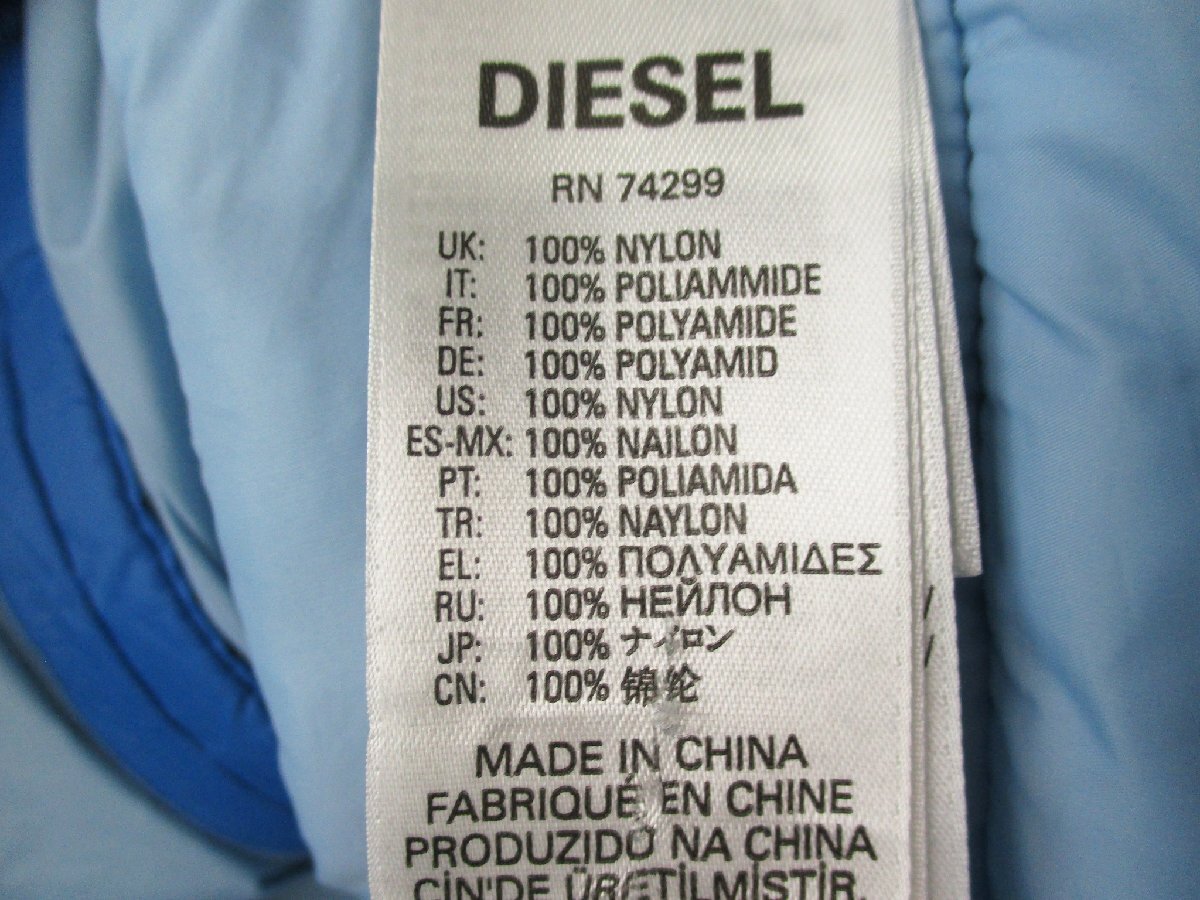 DIESEL
RN 74299
UK: 100% NYLON
IT: 100% POLIAMMIDE
FR: 100% POLYAMIDE
DE: 100% POLYAMID
US: 100% NYLON
ES-MX: 100% NAILON
PT: 100% POLIAMIDA
TR: 100% NAYLON
EL: 100% ΠΟΛΥΑΜΙΔΕΣ
RU: 100% НЕЙЛОН
JP: 100% ナイロン
CN: 100% 锦纶
MADE IN CHINA
FABRIQUÉ EN CHINE
PRODUZIDO NA CHINA
ÇİN'DE ÜRETİLMİŞTİR.